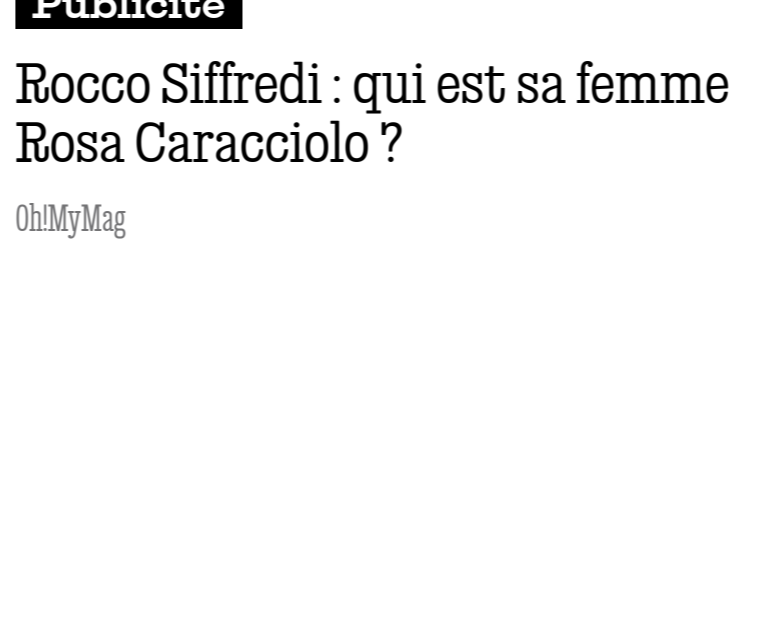 Publicité
Rocco Siffredi : qui est sa femme
Rosa Caracciolo ?
Oh!MyMag